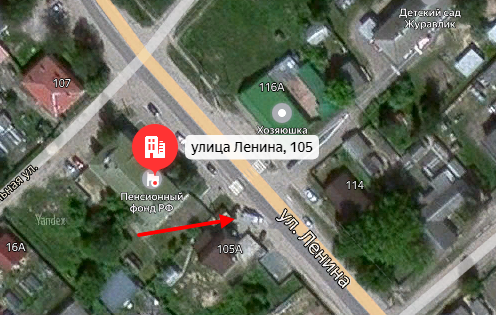 Детский сад
Журавлик
107
116А
Хозяюшка
улица Ленина, 105
Пенсионный
фонд РФ
114
Yandex
ул. Ленина
16А
105А